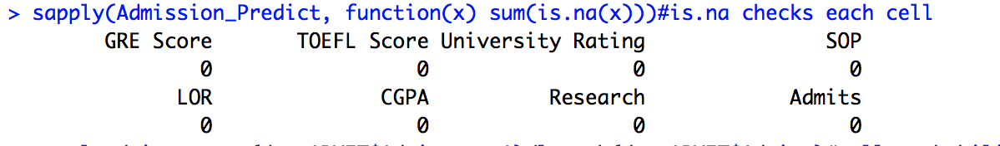 > sapply(Admission_Predict, function(x) sum(is.na(x)))#is.na checks each cell
GRE Score TOEFL Score University Rating SOP
0 0 0 0
LOR CGPA Research Admits
0 0 0 0